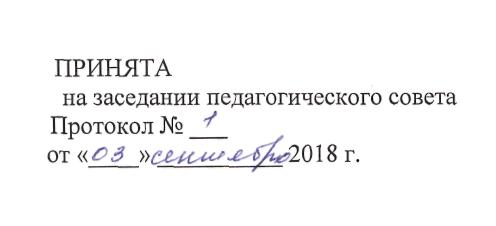 ПРИНЯТА
на заседании педагогического совета
Протокол № 1
от «03» сентября 2018 г.